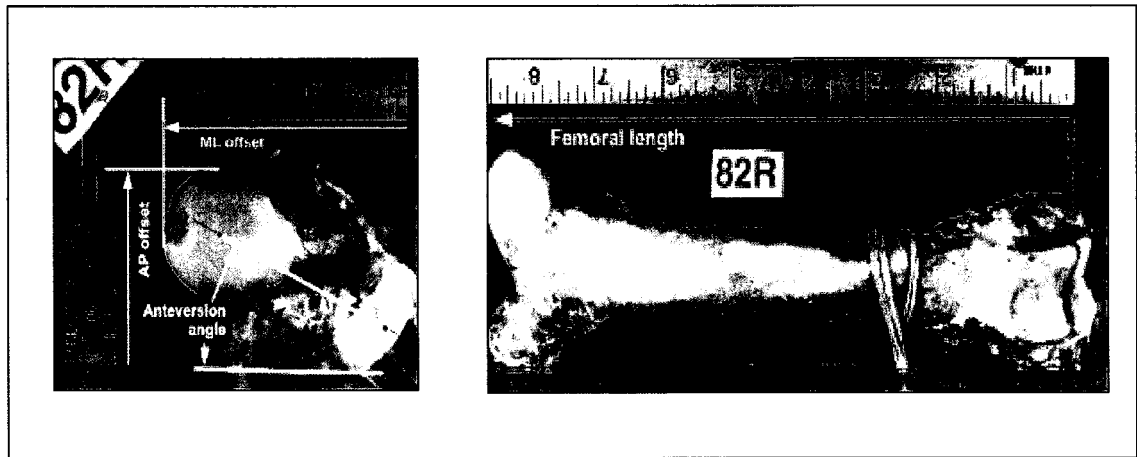 82R
ML offset
AP offset
Anteversion
angle
8 7 6
Femoral length
82R